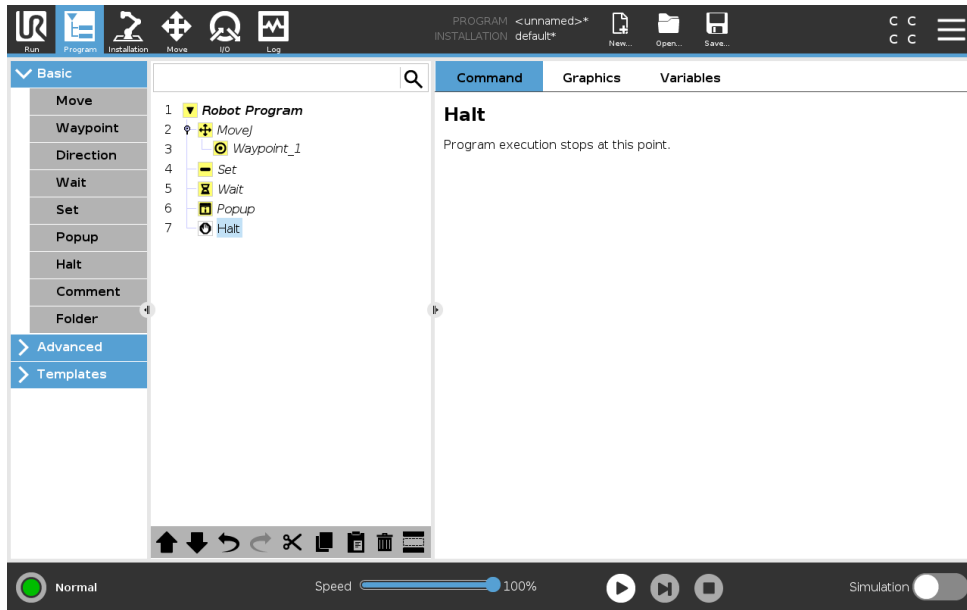 PROGRAM <unnamed>*
INSTALLATION default*
C C
C C
UR
Run
Program
Installation
Move
I/O
Log
New...
Open...
Save...
Basic
Move
Waypoint
Direction
Wait
Set
Popup
Halt
Comment
Folder
Advanced
Templates
1 Robot Program
2 MoveJ
3 Waypoint_1
4 Set
5 Wait
6 Popup
7 Halt
Command Graphics Variables
Halt
Program execution stops at this point.
Normal
Speed 100%
Simulation